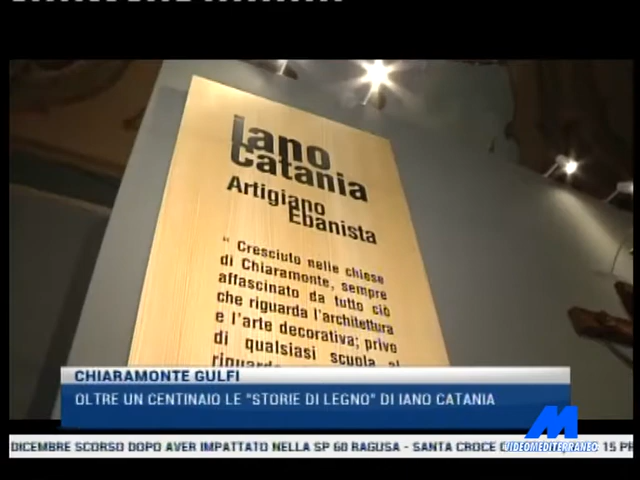 iano
Catania
Artigiano
Ebanista
“ Cresciuto nelle chiese
di Chiaramonte, sempre
affascinato da tutto ciò
che riguarda l'architettura
e l'arte decorativa; privo
di qualsiasi scuola
CHIARAMONTE GULFI
OLTRE UN CENTINAIO LE "STORIE DI LEGNO" DI IANO CATANIA
M
VIDEOMEDITERRANEO
DICEMBRE SCORSO DOPO AVER IMPATTATO NELLA SP 60 RAGUSA - SANTA CROCE 15